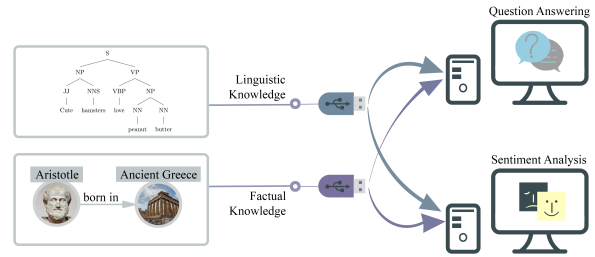 Question Answering
S
NP VP
JJ NNS VBP NP
Cute hamsters love NN NN
peanut butter
Linguistic
Knowledge
Sentiment Analysis
Aristotle Ancient Greece
born in
Factual
Knowledge
?